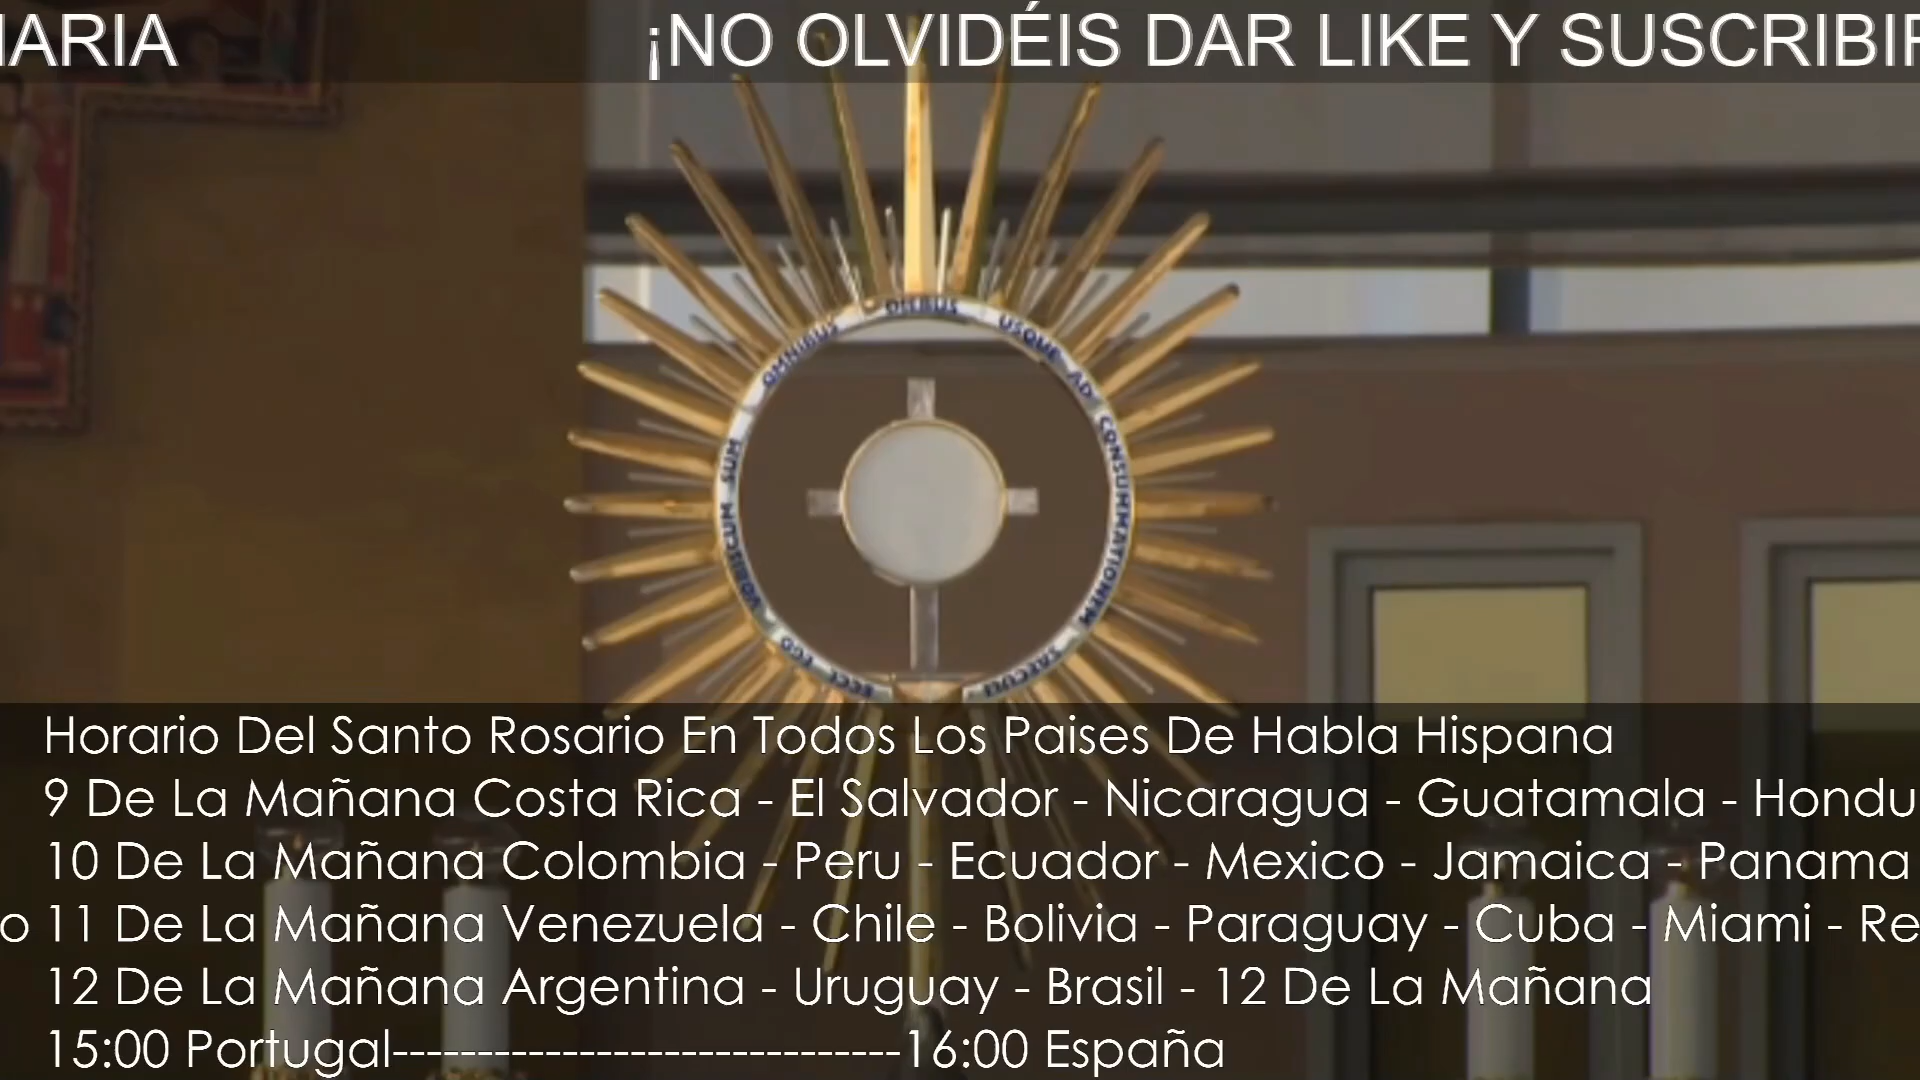 MARIA ¡NO OLVIDÉIS DAR LIKE Y SUSCRIBIR
OMNIBUS DIEBUS USQUE AD CONSUMMATIONEM SAECULI
ECCE EGO VOBISCUM SUM
Horario Del Santo Rosario En Todos Los Paises De Habla Hispana
9 De La Mañana Costa Rica - El Salvador - Nicaragua - Guatamala - Hondu
10 De La Mañana Colombia - Peru - Ecuador - Mexico - Jamaica - Panama
o 11 De La Mañana Venezuela - Chile - Bolivia - Paraguay - Cuba - Miami - Re
12 De La Mañana Argentina - Uruguay - Brasil - 12 De La Mañana
15:00 Portugal------------------------------16:00 España